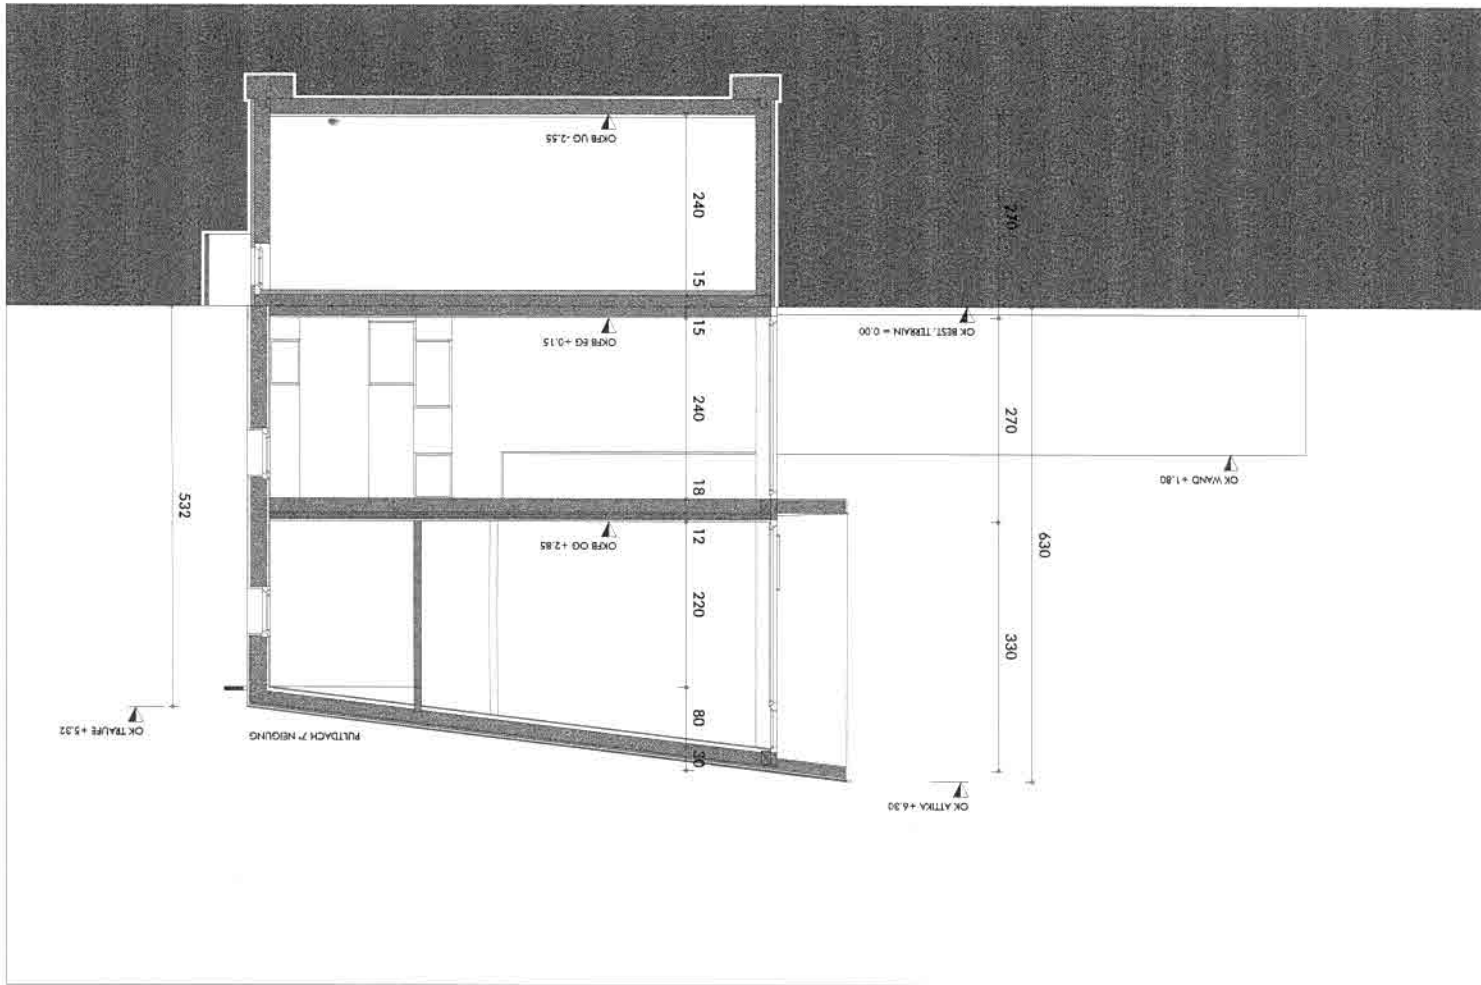 OK ATTIKA +6.30
OK TRAUFE +5.32
PULTDACH 7° NEIGUNG
30
80
330
220
630
12
OKFB OG +2.85
532
18
OK WAND +1.80
270
240
OK BEST. TERRAIN = 0.00
OKFB EG +0.15
15
15
270
240
OKFB UG -2.55